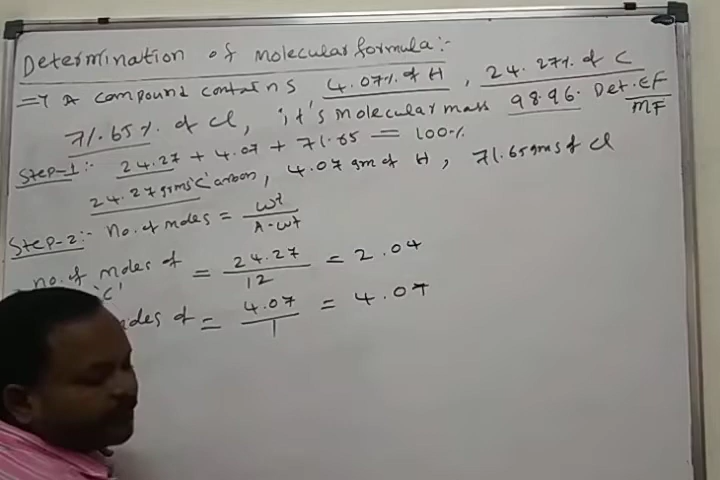 Determination of molecular formula:-
=> A compound contains 4.07% of H, 24.27% of C
71.65% of Cl, it's molecular mass 98.96. Det. EF
MF
Step-1:- 24.27 + 4.07 + 71.65 = 100%
24.27 grms Carbon, 4.07 gm of H, 71.65 gms of Cl
Step-2:- No. of moles = wt / A-wt
no. of moles of 'C' = 24.27 / 12 = 2.04
of = 4.07 / 1 = 4.07